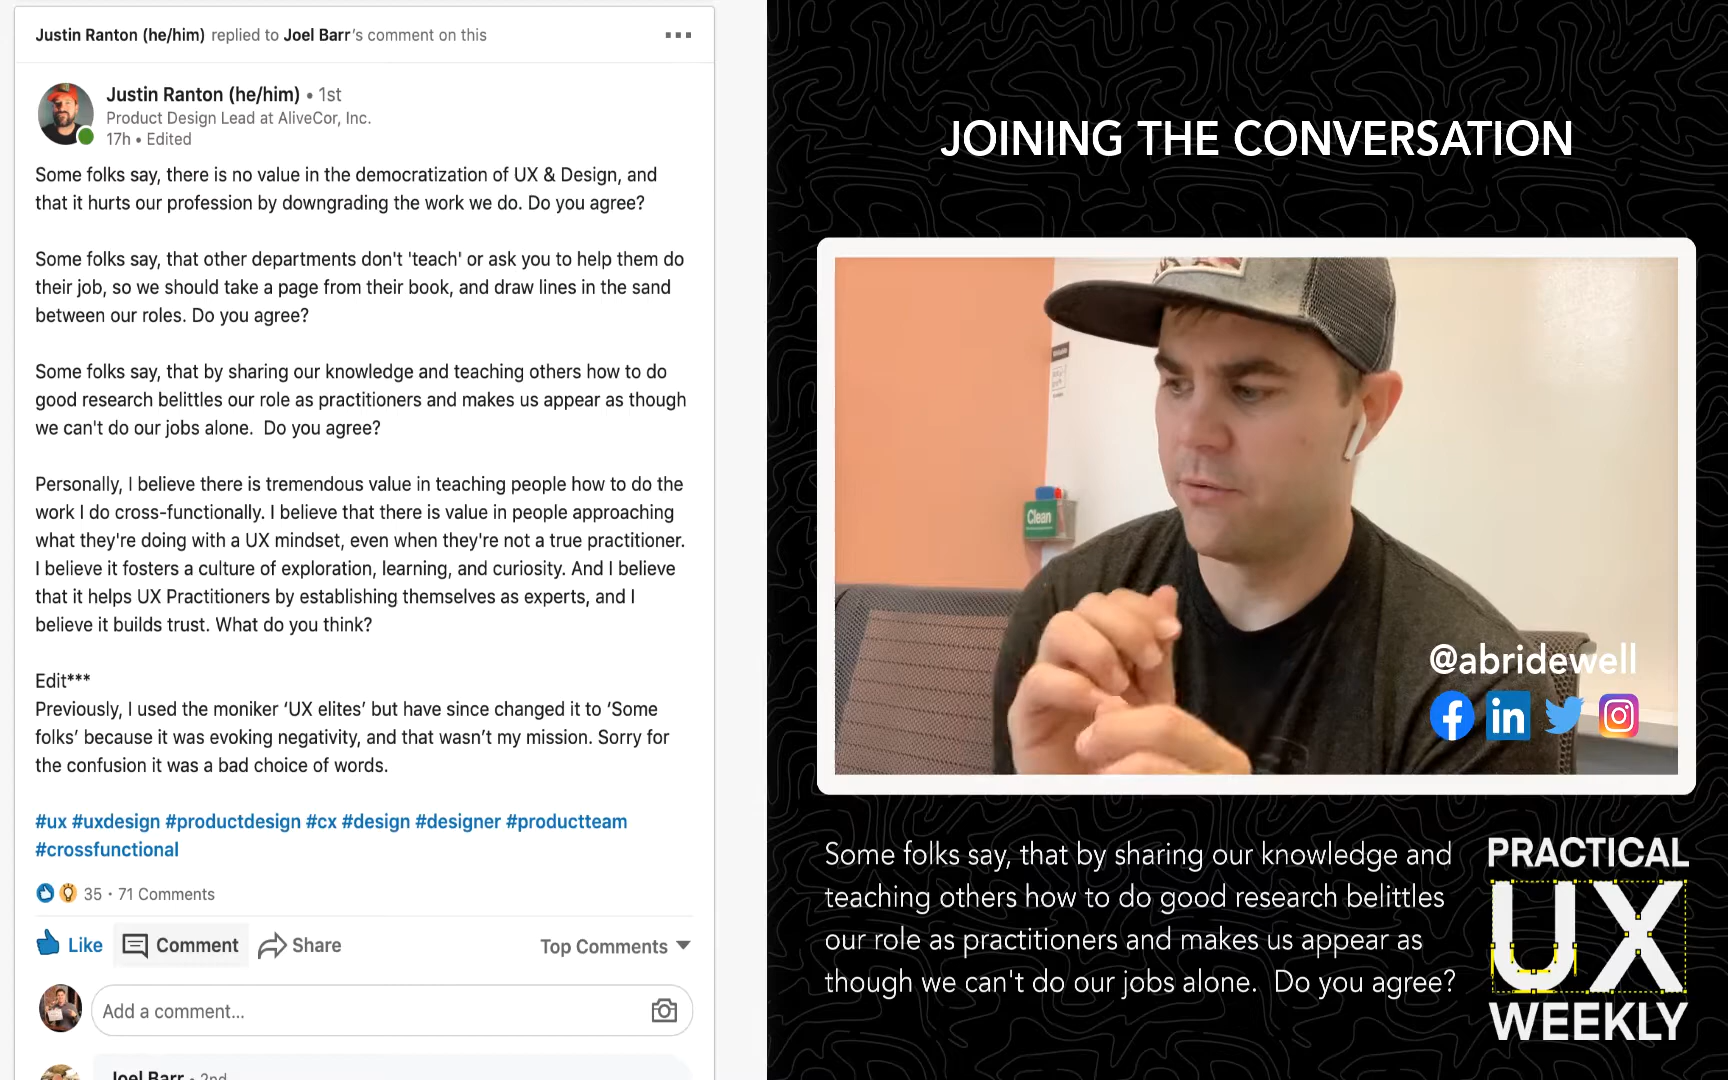 Justin Ranton (he/him) replied to Joel Barr's comment on this
Justin Ranton (he/him) • 1st
Product Design Lead at AliveCor, Inc.
17h • Edited
Some folks say, there is no value in the democratization of UX & Design, and
that it hurts our profession by downgrading the work we do. Do you agree?
Some folks say, that other departments don't 'teach' or ask you to help them do
their job, so we should take a page from their book, and draw lines in the sand
between our roles. Do you agree?
Some folks say, that by sharing our knowledge and teaching others how to do
good research belittles our role as practitioners and makes us appear as though
we can't do our jobs alone.  Do you agree?
Personally, I believe there is tremendous value in teaching people how to do the
work I do cross-functionally. I believe that there is value in people approaching
what they're doing with a UX mindset, even when they're not a true practitioner.
I believe it fosters a culture of exploration, learning, and curiosity. And I believe
that it helps UX Practitioners by establishing themselves as experts, and I
believe it builds trust. What do you think?
Edit***
Previously, I used the moniker ‘UX elites’ but have since changed it to ‘Some
folks’ because it was evoking negativity, and that wasn’t my mission. Sorry for
the confusion it was a bad choice of words.
#ux #uxdesign #productdesign #cx #design #designer #productteam
#crossfunctional
35 · 71 Comments
Like Comment Share Top Comments
Add a comment...
Joel Barr • 2nd
JOINING THE CONVERSATION
Clean
@abridewell
in
Some folks say, that by sharing our knowledge and
teaching others how to do good research belittles
our role as practitioners and makes us appear as
though we can't do our jobs alone.  Do you agree?
PRACTICAL
UX
WEEKLY